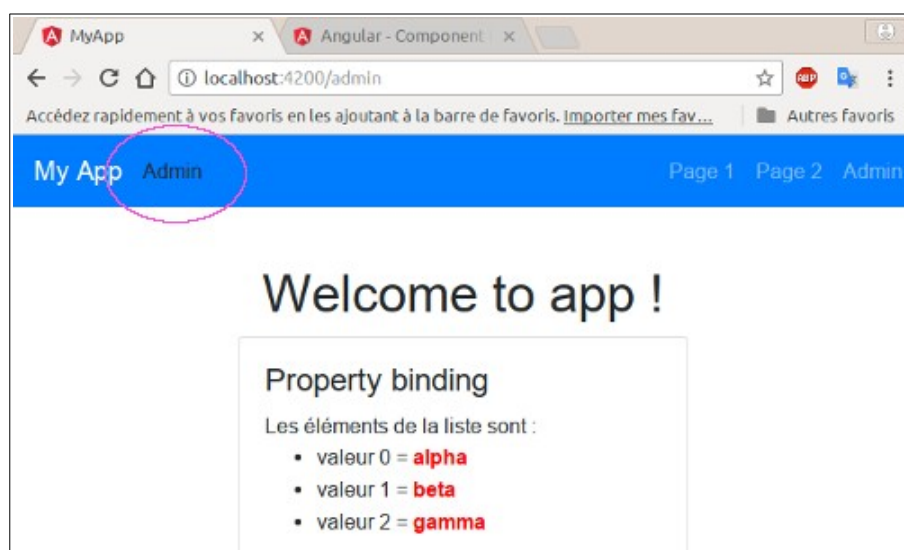 MyApp
Angular - Component
localhost:4200/admin
ABP
Accédez rapidement à vos favoris en les ajoutant à la barre de favoris. Importer mes fav...
Autres favoris
My App Admin Page 1 Page 2 Admin
Welcome to app !
Property binding
Les éléments de la liste sont :
• valeur 0 = alpha
• valeur 1 = beta
• valeur 2 = gamma